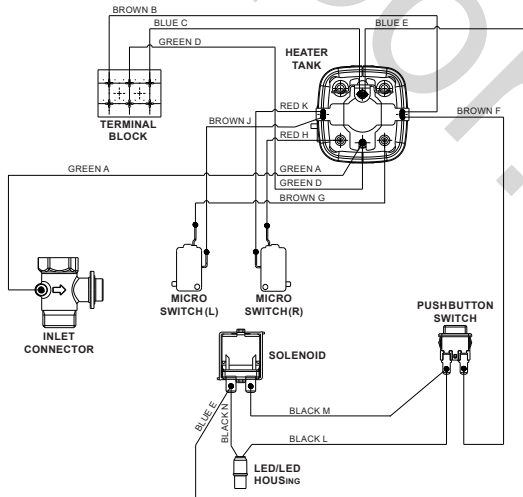 BROWN B
BLUE C
BLUE E
GREEN D
HEATER
TANK
RED K
BROWN F
BROWN J
RED H
TERMINAL
BLOCK
GREEN A
GREEN A
GREEN D
BROWN G
MICRO
SWITCH (L)
MICRO
SWITCH(R)
PUSHBUTTON
SWITCH
INLET
CONNECTOR
SOLENOID
BLUE E
BLACK N
BLACK M
BLACK L
LED/LED
HOUSING